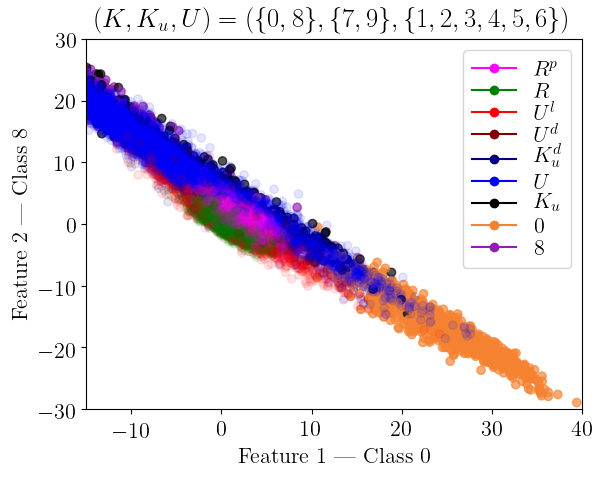 (K, K_u, U) = ({0, 8}, {7, 9}, {1, 2, 3, 4, 5, 6})
30
20
10
0
−10
−20
−30
Feature 2 — Class 8
R^p
R
U^l
U^d
K_u^d
U
K_u
0
8
−10
0
10
20
30
40
Feature 1 — Class 0